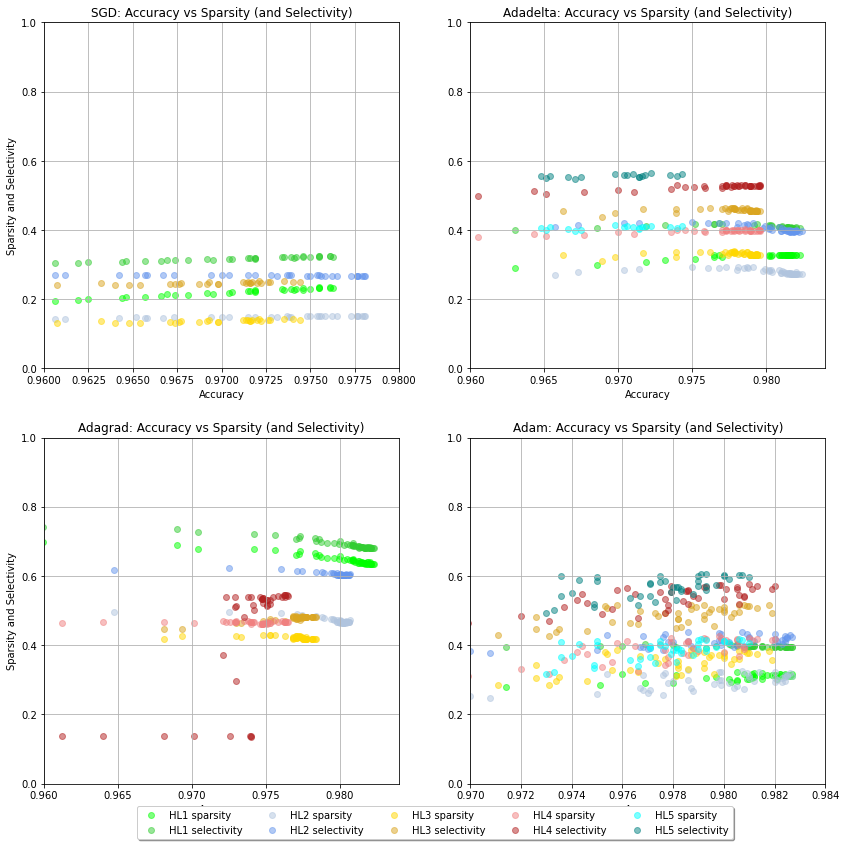 SGD: Accuracy vs Sparsity (and Selectivity)
Adadelta: Accuracy vs Sparsity (and Selectivity)
1.0
0.8
0.6
0.4
0.2
0.0
Sparsity and Selectivity
0.9600 0.9625 0.9650 0.9675 0.9700 0.9725 0.9750 0.9775 0.9800
Accuracy
1.0
0.8
0.6
0.4
0.2
0.0
0.960 0.965 0.970 0.975 0.980
Accuracy
Adagrad: Accuracy vs Sparsity (and Selectivity)
Adam: Accuracy vs Sparsity (and Selectivity)
1.0
0.8
0.6
0.4
0.2
0.0
Sparsity and Selectivity
0.960 0.965 0.970 0.975 0.980
1.0
0.8
0.6
0.4
0.2
0.0
0.970 0.972 0.974 0.976 0.978 0.980 0.982 0.984
HL1 sparsity HL2 sparsity HL3 sparsity HL4 sparsity HL5 sparsity
HL1 selectivity HL2 selectivity HL3 selectivity HL4 selectivity HL5 selectivity